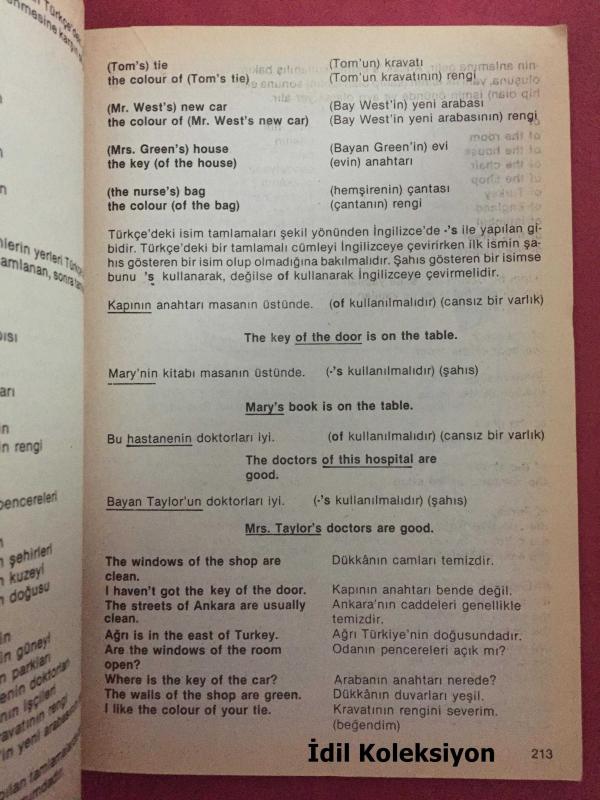 (Tom's) tie (Tom'un) kravatı
the colour of (Tom's tie) (Tom'un kravatının) rengi
(Mr. West's) new car (Bay West'in) yeni arabası
the colour of (Mr. West's new car) (Bay West'in yeni arabasının) rengi
(Mrs. Green's) house (Bayan Green'in) evi
the key (of the house) (evin) anahtarı
(the nurse's) bag (hemşirenin) çantası
the colour (of the bag) (çantanın) rengi
Türkçe'deki isim tamlamaları şekil yönünden İngilizce'de -'s ile yapılan gi-
bidir. Türkçe'deki bir tamlamalı cümleyi İngilizceye çevirirken ilk ismin şa-
hıs gösteren bir isim olup olmadığına bakılmalıdır. Şahıs gösteren bir isimse
bunu 's kullanarak, değilse of kullanarak İngilizceye çevirmelidir.
Kapının anahtarı masanın üstünde. (of kullanılmalıdır) (cansız bir varlık)
The key of the door is on the table.
Mary'nin kitabı masanın üstünde. (-'s kullanılmalıdır) (şahıs)
Mary's book is on the table.
Bu hastanenin doktorları iyi. (of kullanılmalıdır) (cansız bir varlık)
The doctors of this hospital are
good.
Bayan Taylor'un doktorları iyi. (-'s kullanılmalıdır) (şahıs)
Mrs. Taylor's doctors are good.
The windows of the shop are Dükkânın camları temizdir.
clean.
I haven't got the key of the door. Kapının anahtarı bende değil.
The streets of Ankara are usually Ankara'nın caddeleri genellikle
clean. temizdir.
Ağrı is in the east of Turkey. Ağrı Türkiye'nin doğusundadır.
Are the windows of the room Odanın pencereleri açık mı?
open?
Where is the key of the car? Arabanın anahtarı nerede?
The walls of the shop are green. Dükkânın duvarları yeşil.
I like the colour of your tie. Kravatının rengini severim.
(beğendim)
İdil Koleksiyon
213